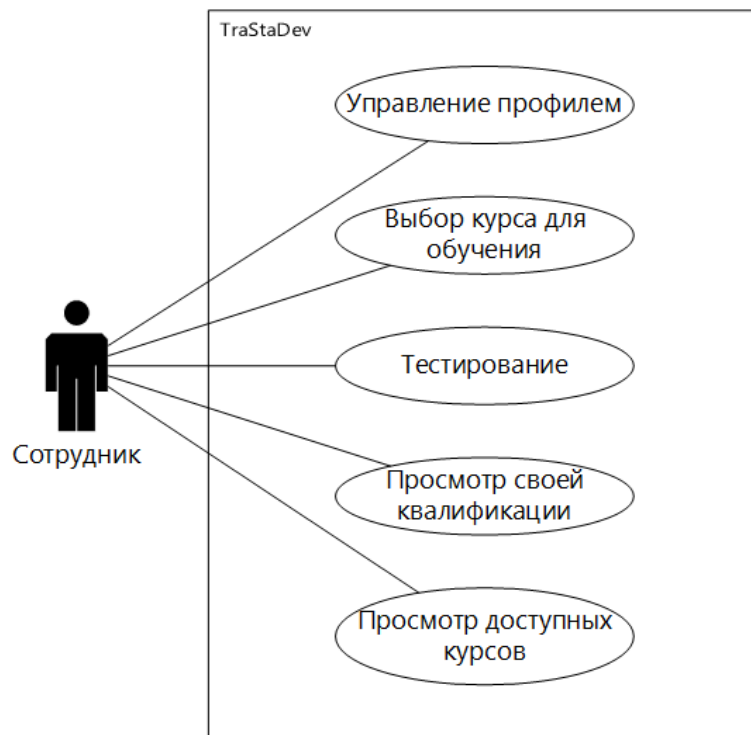 TraStaDev
Управление профилем
Выбор курса для
обучения
Тестирование
Сотрудник
Просмотр своей
квалификации
Просмотр доступных
курсов